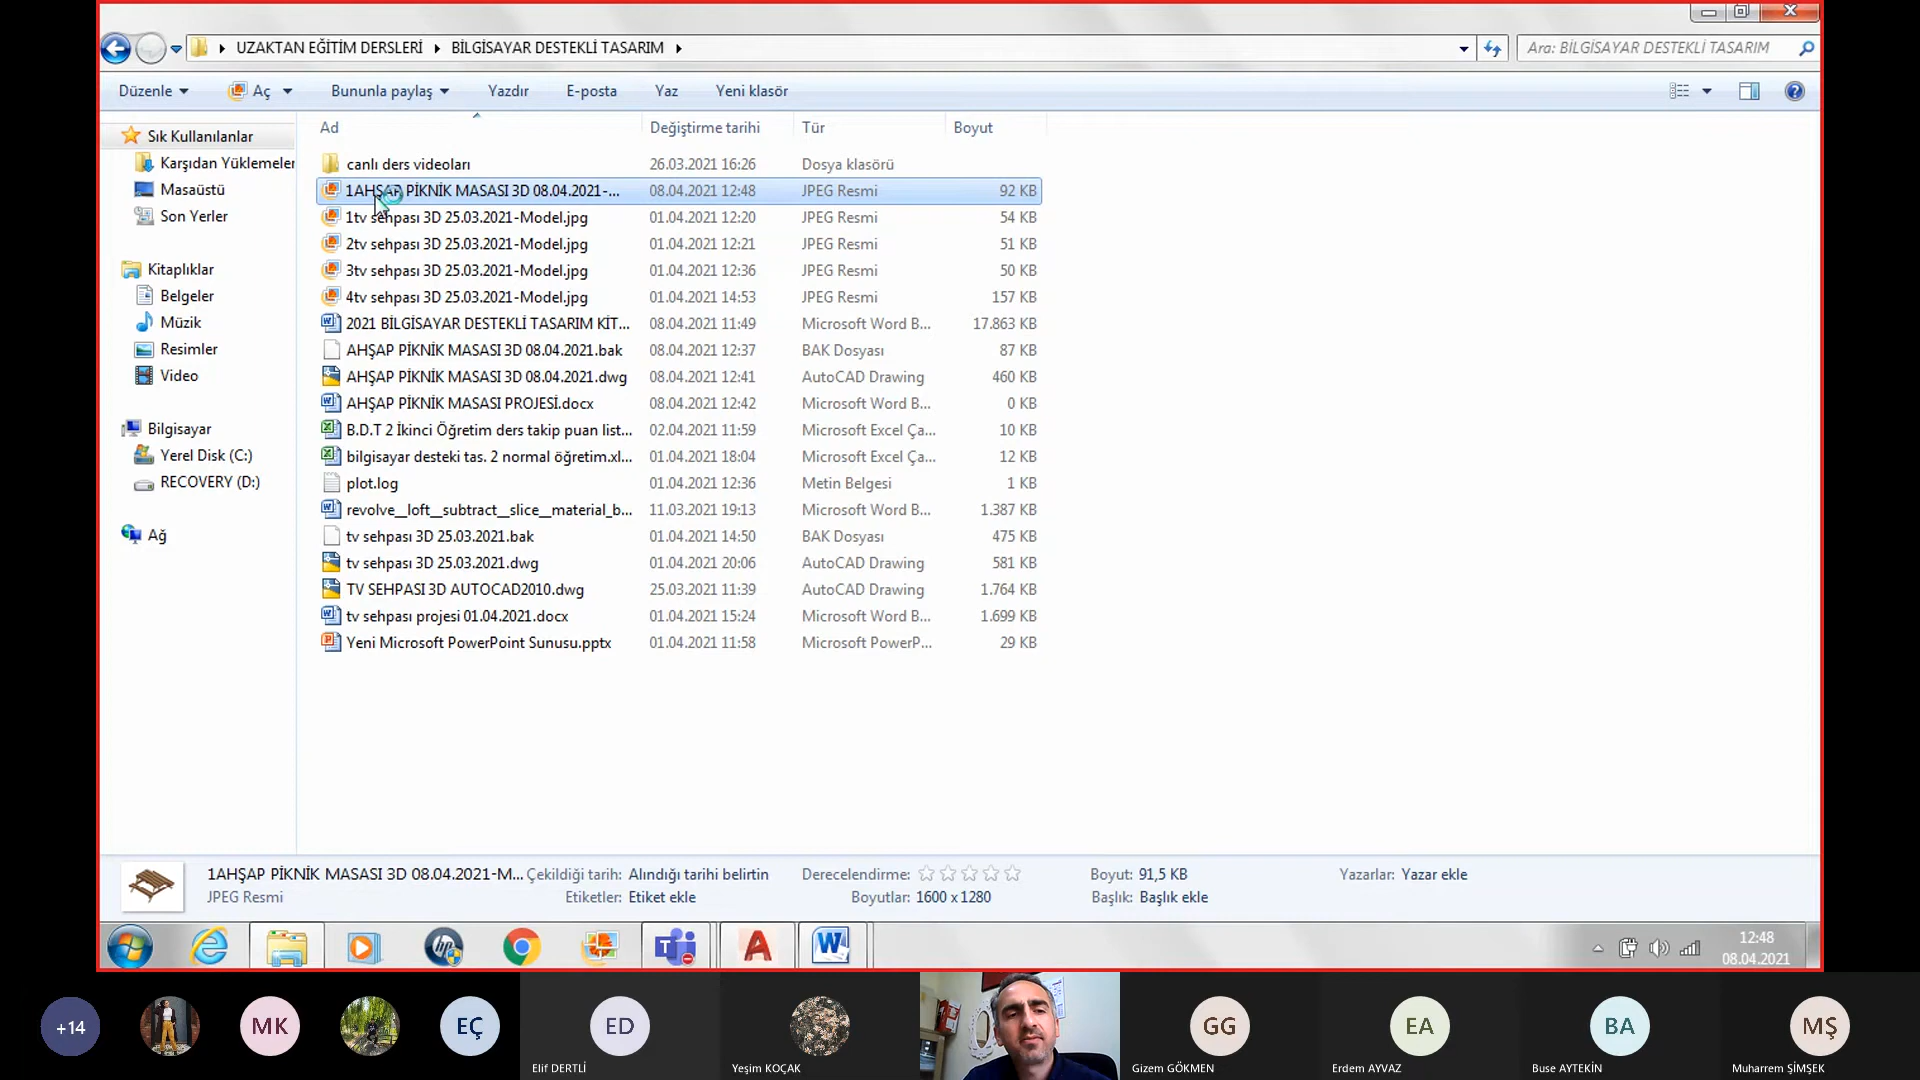 UZAKTAN EĞİTİM DERSLERİ BİLGİSAYAR DESTEKLİ TASARIM
Ara: BİLGİSAYAR DESTEKLİ TASARIM
Düzenle Aç Bununla paylaş Yazdır E-posta Yaz Yeni klasör
Sık Kullanılanlar
Karşıdan Yüklemeler
Masaüstü
Son Yerler
Kitaplıklar
Belgeler
Müzik
Resimler
Video
Bilgisayar
Yerel Disk (C:)
RECOVERY (D:)
Ağ
Ad Değiştirme tarihi Tür Boyut
canlı ders videoları 26.03.2021 16:26 Dosya klasörü
1AHŞAP PİKNİK MASASI 3D 08.04.2021-... 08.04.2021 12:48 JPEG Resmi 92 KB
1tv sehpası 3D 25.03.2021-Model.jpg 01.04.2021 12:20 JPEG Resmi 54 KB
2tv sehpası 3D 25.03.2021-Model.jpg 01.04.2021 12:21 JPEG Resmi 51 KB
3tv sehpası 3D 25.03.2021-Model.jpg 01.04.2021 12:36 JPEG Resmi 50 KB
4tv sehpası 3D 25.03.2021-Model.jpg 01.04.2021 14:53 JPEG Resmi 157 KB
2021 BİLGİSAYAR DESTEKLİ TASARIM KİT... 08.04.2021 11:49 Microsoft Word B... 17.863 KB
AHŞAP PİKNİK MASASI 3D 08.04.2021.bak 08.04.2021 12:37 BAK Dosyası 87 KB
AHŞAP PİKNİK MASASI 3D 08.04.2021.dwg 08.04.2021 12:41 AutoCAD Drawing 460 KB
AHŞAP PİKNİK MASASI PROJESİ.docx 08.04.2021 12:42 Microsoft Word B... 0 KB
B.D.T 2 İkinci Öğretim ders takip puan list... 02.04.2021 11:59 Microsoft Excel Ça... 10 KB
bilgisayar desteki tas. 2 normal öğretim.xl... 01.04.2021 18:04 Microsoft Excel Ça... 12 KB
plot.log 01.04.2021 12:36 Metin Belgesi 1 KB
revolve__loft__subtract__slice__material_b... 11.03.2021 19:13 Microsoft Word B... 1.387 KB
tv sehpası 3D 25.03.2021.bak 01.04.2021 14:50 BAK Dosyası 475 KB
tv sehpası 3D 25.03.2021.dwg 01.04.2021 20:06 AutoCAD Drawing 581 KB
TV SEHPASI 3D AUTOCAD2010.dwg 25.03.2021 11:39 AutoCAD Drawing 1.764 KB
tv sehpası projesi 01.04.2021.docx 01.04.2021 15:24 Microsoft Word B... 1.699 KB
Yeni Microsoft PowerPoint Sunusu.pptx 01.04.2021 11:58 Microsoft PowerP... 29 KB
1AHŞAP PİKNİK MASASI 3D 08.04.2021-M... Çekildiği tarih: Alındığı tarihi belirtin Derecelendirme: Boyut: 91,5 KB Yazarlar: Yazar ekle
JPEG Resmi Etiketler: Etiket ekle Boyutlar: 1600 x 1280 Başlık: Başlık ekle
12:48
08.04.2021
+14 MK EÇ ED GG EA BA MŞ
Elif DERTLİ Yeşim KOÇAK Gizem GÖKMEN Erdem AYVAZ Buse AYTEKİN Muharrem ŞİMŞEK